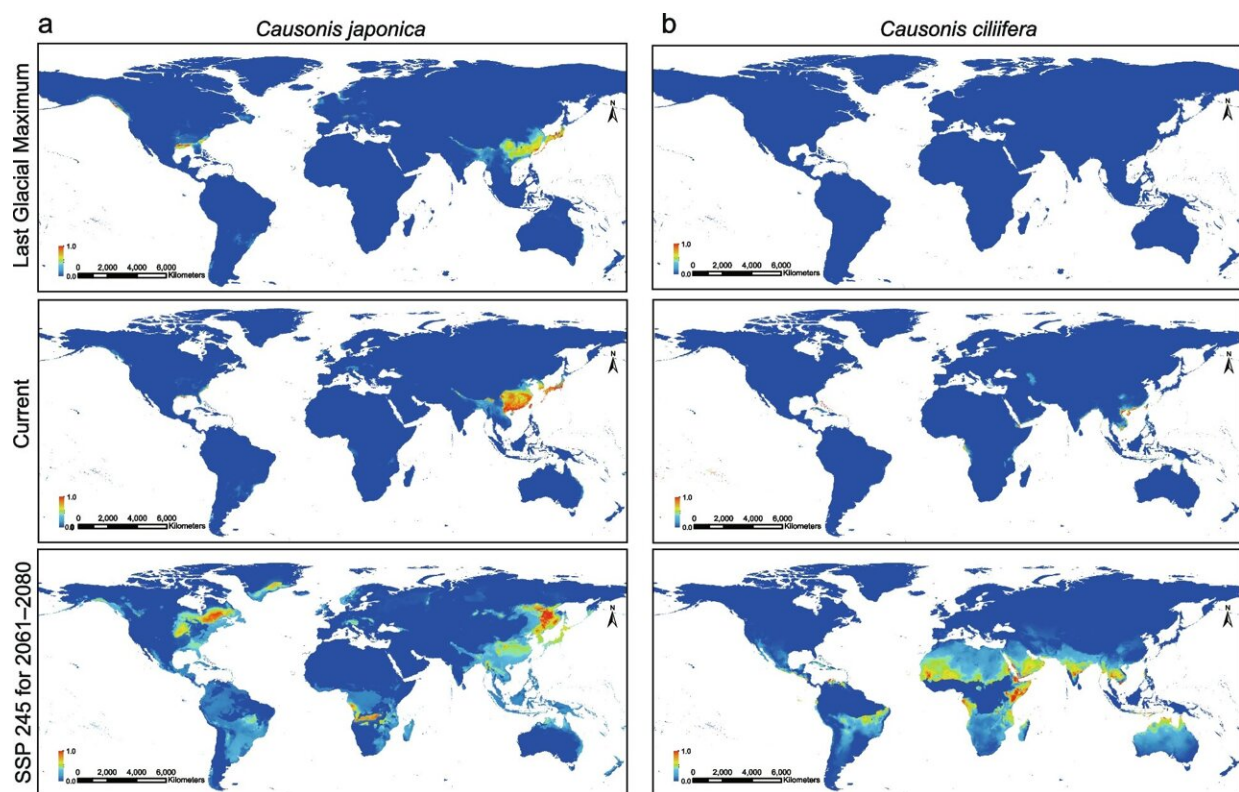 a
Causonis japonica
b
Causonis ciliifera
Last Glacial Maximum
N
1.0
0.0
0 2,000 4,000 6,000
Kilometers
N
1.0
0.0
0 2,000 4,000 6,000
Kilometers
Current
N
1.0
0.0
0 2,000 4,000 6,000
Kilometers
N
1.0
0.0
0 2,000 4,000 6,000
Kilometers
SSP 245 for 2061–2080
N
1.0
0.0
0 2,000 4,000 6,000
Kilometers
N
1.0
0.0
0 2,000 4,000 6,000
Kilometers